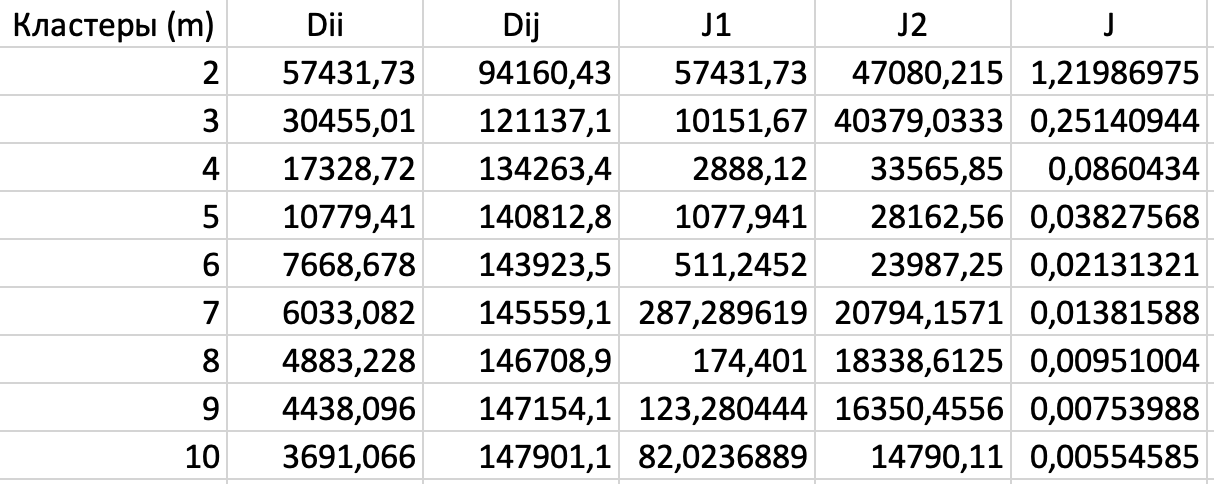 Кластеры (m) Dii Dij J1 J2 J
2 57431,73 94160,43 57431,73 47080,215 1,21986975
3 30455,01 121137,1 10151,67 40379,0333 0,25140944
4 17328,72 134263,4 2888,12 33565,85 0,0860434
5 10779,41 140812,8 1077,941 28162,56 0,03827568
6 7668,678 143923,5 511,2452 23987,25 0,02131321
7 6033,082 145559,1 287,289619 20794,1571 0,01381588
8 4883,228 146708,9 174,401 18338,6125 0,00951004
9 4438,096 147154,1 123,280444 16350,4556 0,00753988
10 3691,066 147901,1 82,0236889 14790,11 0,00554585